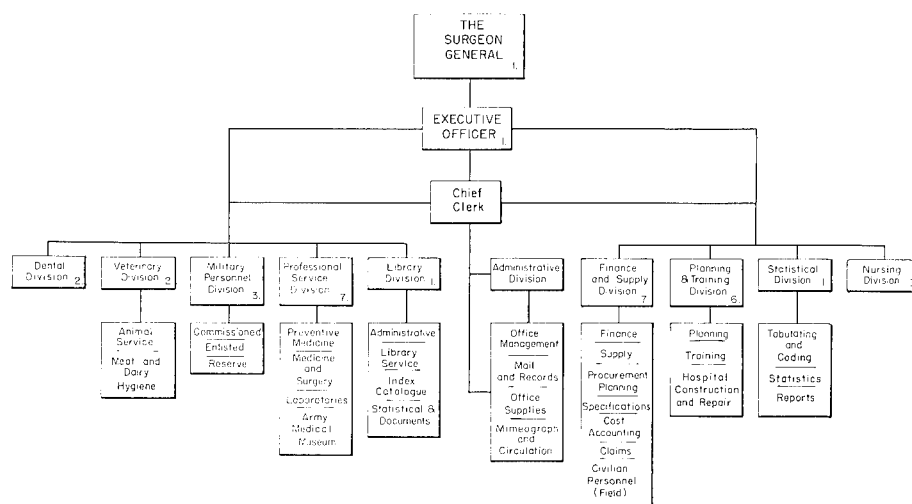 THE
SURGEON
GENERAL
1.
EXECUTIVE
OFFICER
1.
Chief
Clerk
Dental
Division
2.
Veterinary
Division
2
Military
Personnel
Division
3.
Professional
Service
Division
7.
Library
Division
1.
Administrative
Division
Finance
and Supply
Division
7
Planning
& Training
Division
6.
Statistical
Division
1
Nursing
Division
Animal
Service
Meat and
Dairy
Hygiene
Commissioned
Enlisted
Reserve
Preventive
Medicine
Medicine
and
Surgery
Laboratories
Army
Medical
Museum
Administrative
Library
Service
Index
Catalogue
Statistical &
Documents
Office
Management
Mail
and Records
Office
Supplies
Mimeograph and
Circulation
Finance
Supply
Procurement
Planning
Specifications
Cost
Accounting
Claims
Civilian
Personnel
(Field)
Planning
Training
Hospital
Construction
and Repair
Tabulating
and
Coding
Statistics
Reports